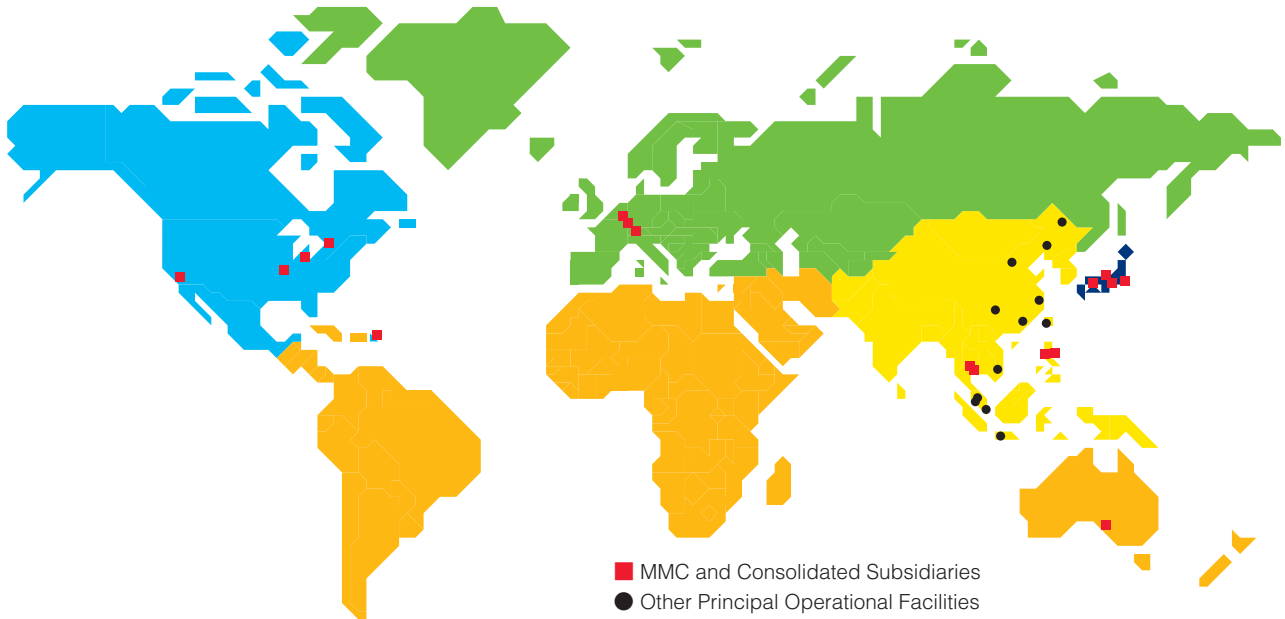 MMC and Consolidated Subsidiaries
Other Principal Operational Facilities